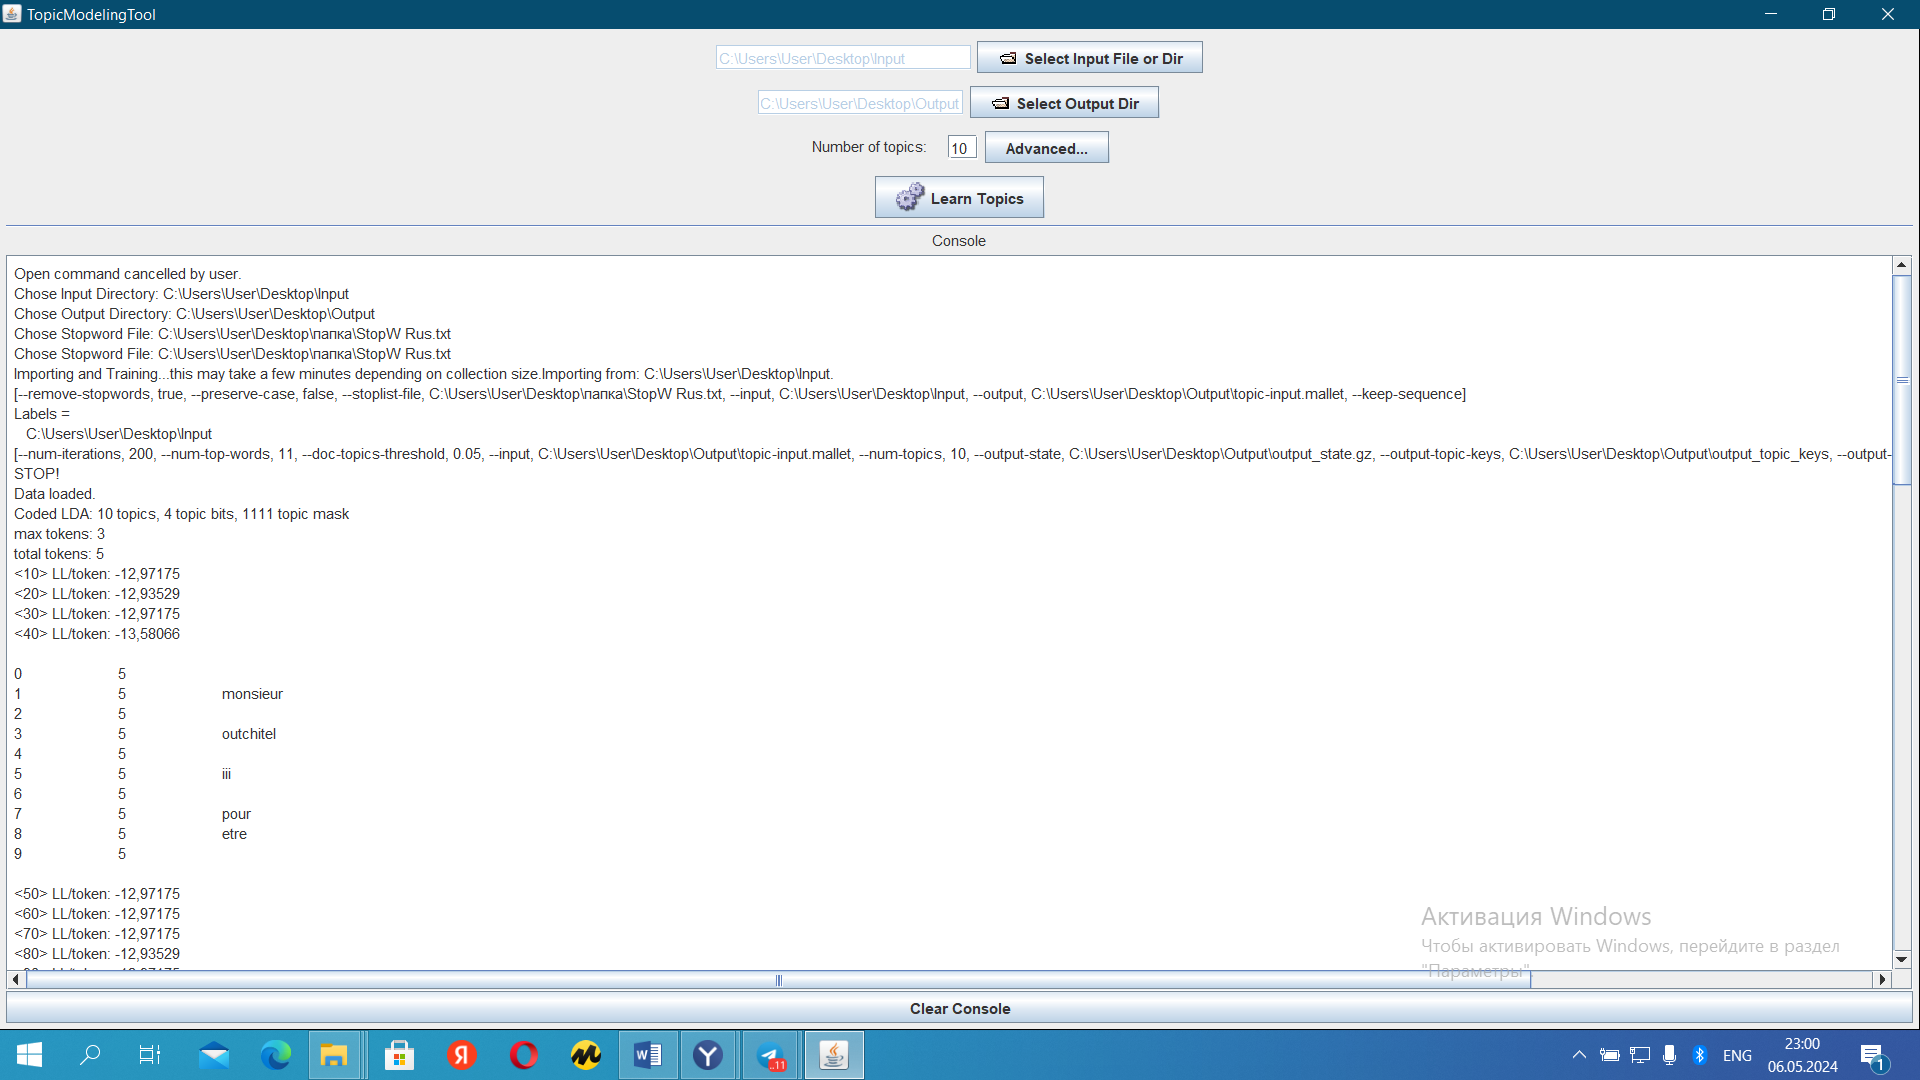 TopicModelingTool
C:\Users\User\Desktop\Input
Select Input File or Dir
C:\Users\User\Desktop\Output
Select Output Dir
Number of topics:
10
Advanced...
Learn Topics
Console
Open command cancelled by user.
Chose Input Directory: C:\Users\User\Desktop\Input
Chose Output Directory: C:\Users\User\Desktop\Output
Chose Stopword File: C:\Users\User\Desktop\папка\StopW Rus.txt
Chose Stopword File: C:\Users\User\Desktop\папка\StopW Rus.txt
Importing and Training...this may take a few minutes depending on collection size.Importing from: C:\Users\User\Desktop\Input.
[--remove-stopwords, true, --preserve-case, false, --stoplist-file, C:\Users\User\Desktop\папка\StopW Rus.txt, --input, C:\Users\User\Desktop\Input, --output, C:\Users\User\Desktop\Output\topic-input.mallet, --keep-sequence]
Labels =
C:\Users\User\Desktop\Input
[--num-iterations, 200, --num-top-words, 11, --doc-topics-threshold, 0.05, --input, C:\Users\User\Desktop\Output\topic-input.mallet, --num-topics, 10, --output-state, C:\Users\User\Desktop\Output\output_state.gz, --output-topic-keys, C:\Users\User\Desktop\Output\output_topic_keys, --output-
STOP!
Data loaded.
Coded LDA: 10 topics, 4 topic bits, 1111 topic mask
max tokens: 3
total tokens: 5
<10> LL/token: -12,97175
<20> LL/token: -12,93529
<30> LL/token: -12,97175
<40> LL/token: -13,58066
0 5
1 5 monsieur
2 5
3 5 outchitel
4 5
5 5 iii
6 5
7 5 pour
8 5 etre
9 5
<50> LL/token: -12,97175
<60> LL/token: -12,97175
<70> LL/token: -12,97175
<80> LL/token: -12,93529
Активация Windows
Чтобы активировать Windows, перейдите в раздел
"Параметры".
Clear Console
ENG
23:00
06.05.2024
1
..11